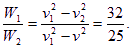 W₁/W₂ = (v₁² − v₂²)/(v₁² − v²) = 32/25.